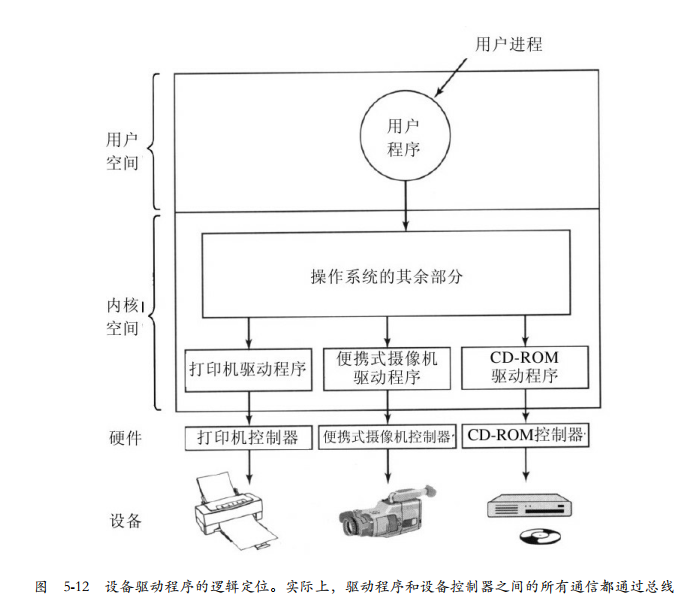 用户进程
用户
空间
用户
程序
内核
空间
操作系统的其余部分
打印机驱动程序
便携式摄像机
驱动程序
CD-ROM
驱动程序
硬件
打印机控制器
便携式摄像机控制器
CD-ROM控制器
设备
图 5-12 设备驱动程序的逻辑定位。实际上，驱动程序和设备控制器之间的所有通信都通过总线